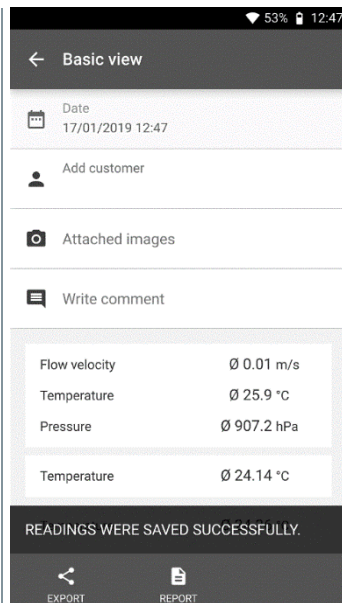 53% 12:47
Basic view
Date
17/01/2019 12:47
Add customer
Attached images
Write comment
Flow velocity Ø 0.01 m/s
Temperature Ø 25.9 °C
Pressure Ø 907.2 hPa
Temperature Ø 24.14 °C
READINGS WERE SAVED SUCCESSFULLY.
EXPORT REPORT